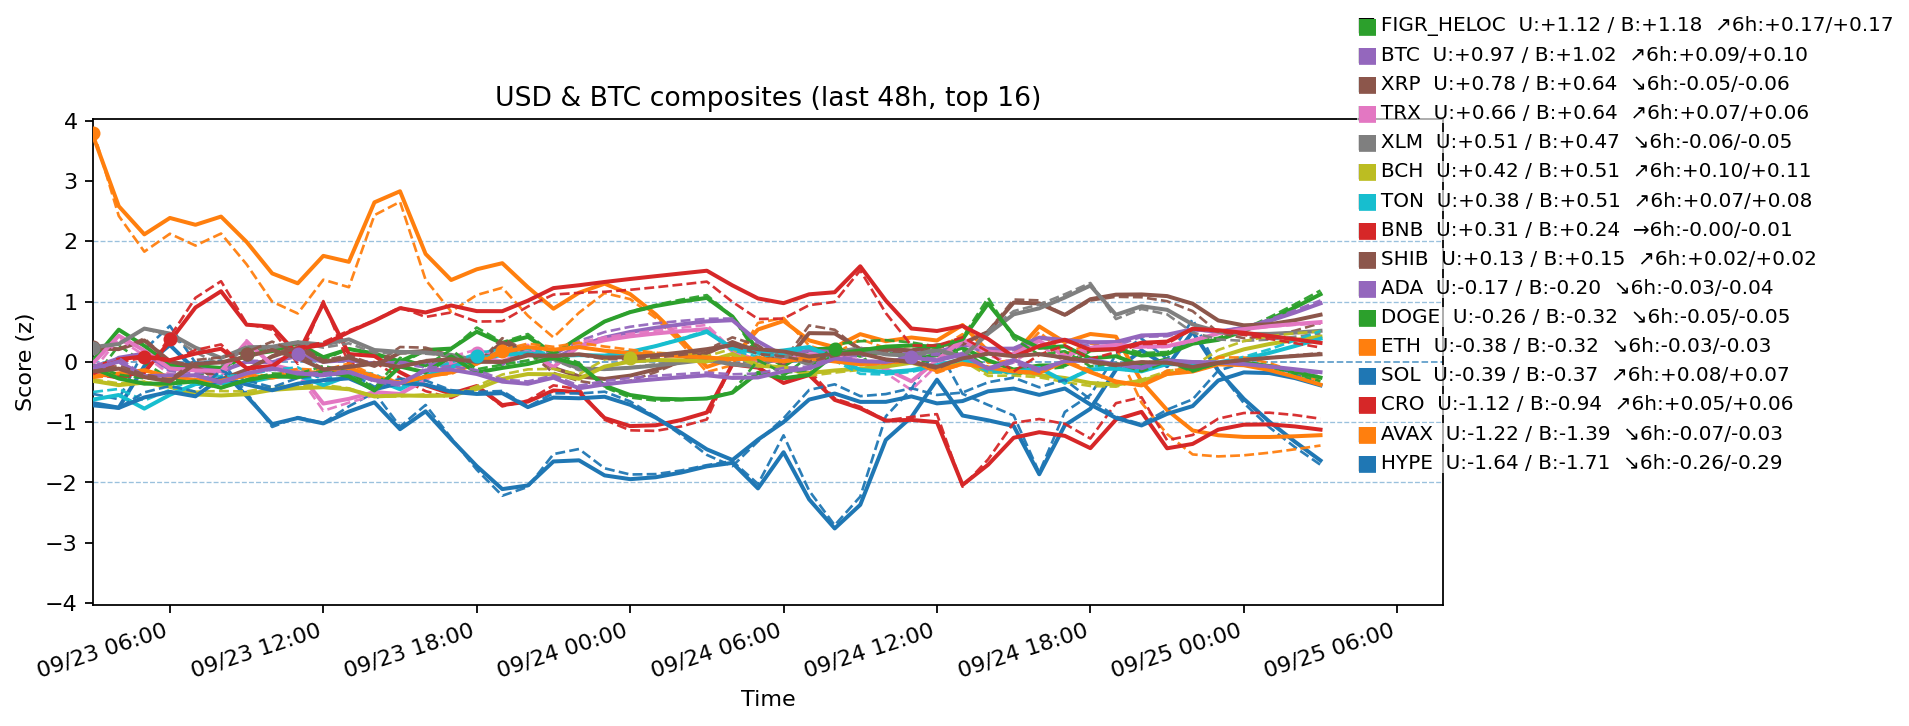 FIGR_HELOC  U:+1.12 / B:+1.18  ↗6h:+0.17/+0.17
BTC  U:+0.97 / B:+1.02  ↗6h:+0.09/+0.10
XRP  U:+0.78 / B:+0.64  ↘6h:-0.05/-0.06
TRX  U:+0.66 / B:+0.64  ↗6h:+0.07/+0.06
XLM  U:+0.51 / B:+0.47  ↘6h:-0.06/-0.05
BCH  U:+0.42 / B:+0.51  ↗6h:+0.10/+0.11
TON  U:+0.38 / B:+0.51  ↗6h:+0.07/+0.08
BNB  U:+0.31 / B:+0.24  →6h:-0.00/-0.01
SHIB  U:+0.13 / B:+0.15  ↗6h:+0.02/+0.02
ADA  U:-0.17 / B:-0.20  ↘6h:-0.03/-0.04
DOGE  U:-0.26 / B:-0.32  ↘6h:-0.05/-0.05
ETH  U:-0.38 / B:-0.32  ↘6h:-0.03/-0.03
SOL  U:-0.39 / B:-0.37  ↗6h:+0.08/+0.07
CRO  U:-1.12 / B:-0.94  ↗6h:+0.05/+0.06
AVAX  U:-1.22 / B:-1.39  ↘6h:-0.07/-0.03
HYPE  U:-1.64 / B:-1.71  ↘6h:-0.26/-0.29
USD & BTC composites (last 48h, top 16)
Score (z)
4
3
2
1
0
−1
−2
−3
−4
09/23 06:00
09/23 12:00
09/23 18:00
09/24 00:00
09/24 06:00
09/24 12:00
09/24 18:00
09/25 00:00
09/25 06:00
Time